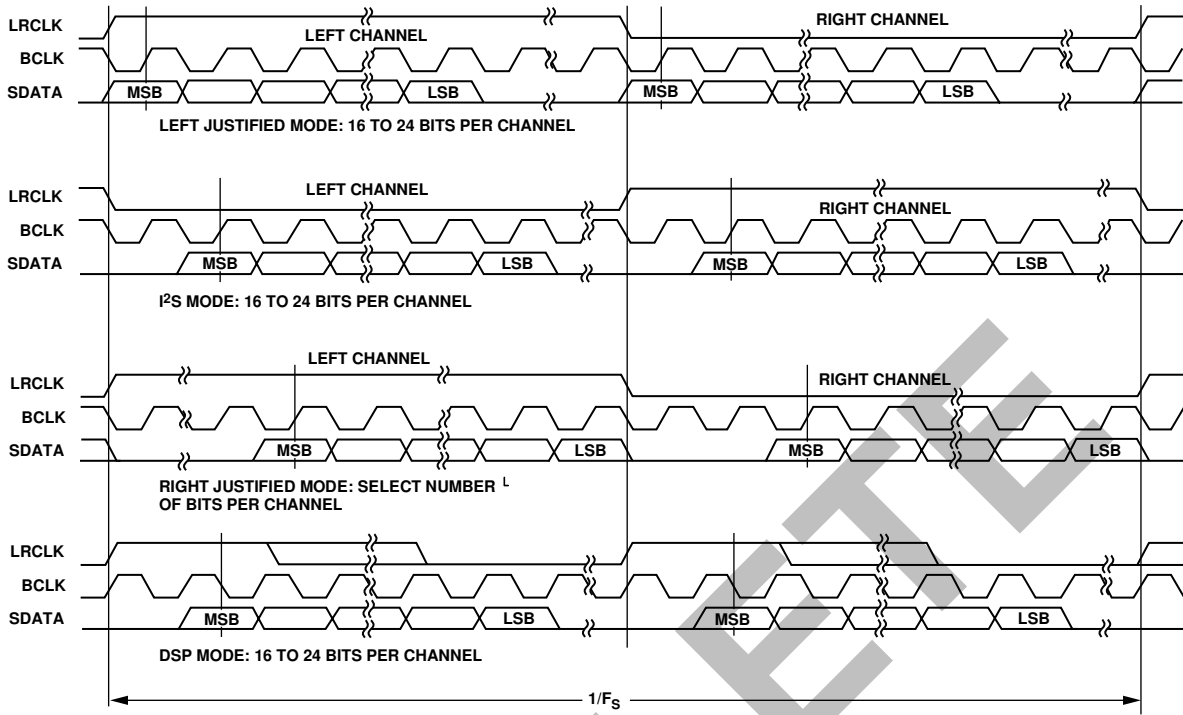 LRCLK
LEFT CHANNEL
RIGHT CHANNEL
BCLK
SDATA
MSB
LSB
MSB
LSB
LEFT JUSTIFIED MODE: 16 TO 24 BITS PER CHANNEL
LRCLK
LEFT CHANNEL
RIGHT CHANNEL
BCLK
SDATA
MSB
LSB
MSB
LSB
I²S MODE: 16 TO 24 BITS PER CHANNEL
LRCLK
LEFT CHANNEL
RIGHT CHANNEL
BCLK
SDATA
MSB
LSB
MSB
LSB
RIGHT JUSTIFIED MODE: SELECT NUMBER L
OF BITS PER CHANNEL
LRCLK
BCLK
SDATA
MSB
LSB
MSB
LSB
DSP MODE: 16 TO 24 BITS PER CHANNEL
1/FS
ETE